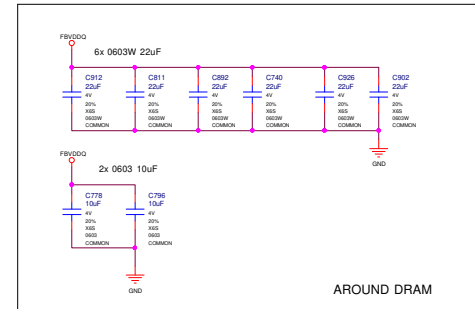 FBVDDQ
6x 0603W 22uF
C912 C811 C892 C740 C926 C902
22uF 22uF 22uF 22uF 22uF 22uF
4V 4V 4V 4V 4V 4V
20% 20% 20% 20% 20% 20%
X6S X6S X6S X6S X6S X6S
0603W 0603W 0603W 0603W 0603W 0603W
COMMON COMMON COMMON COMMON COMMON COMMON
GND
FBVDDQ
2x 0603 10uF
C778 C796
10uF 10uF
4V 4V
20% 20%
X6S X6S
0603 0603
COMMON COMMON
GND
AROUND DRAM